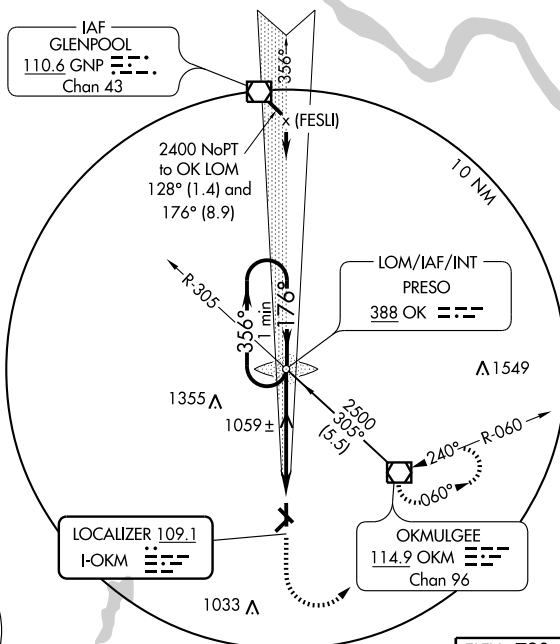 IAF
GLENPOOL
110.6 GNP
Chan 43
356°
x (FESLI)
2400 NoPT
to OK LOM
128° (1.4) and
176° (8.9)
10 NM
R-305
356°
1 min
176°
LOM/IAF/INT
PRESO
388 OK
1549
1355
1059 ±
2500
305°
(5.5)
240°
R-060
060°
LOCALIZER 109.1
I-OKM
OKMULGEE
114.9 OKM
Chan 96
1033